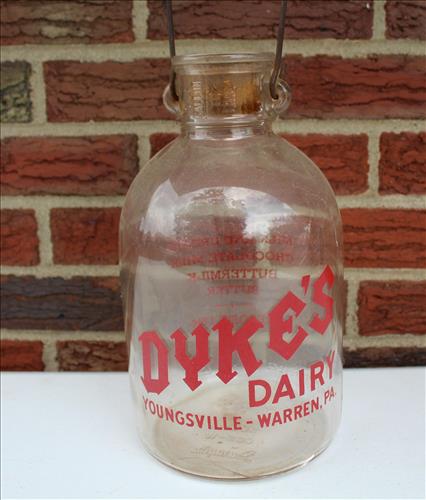 CHOCOLATE MILK
BUTTERMILK
BUTTER
DYKE'S
DAIRY
YOUNGSVILLE - WARREN, PA.